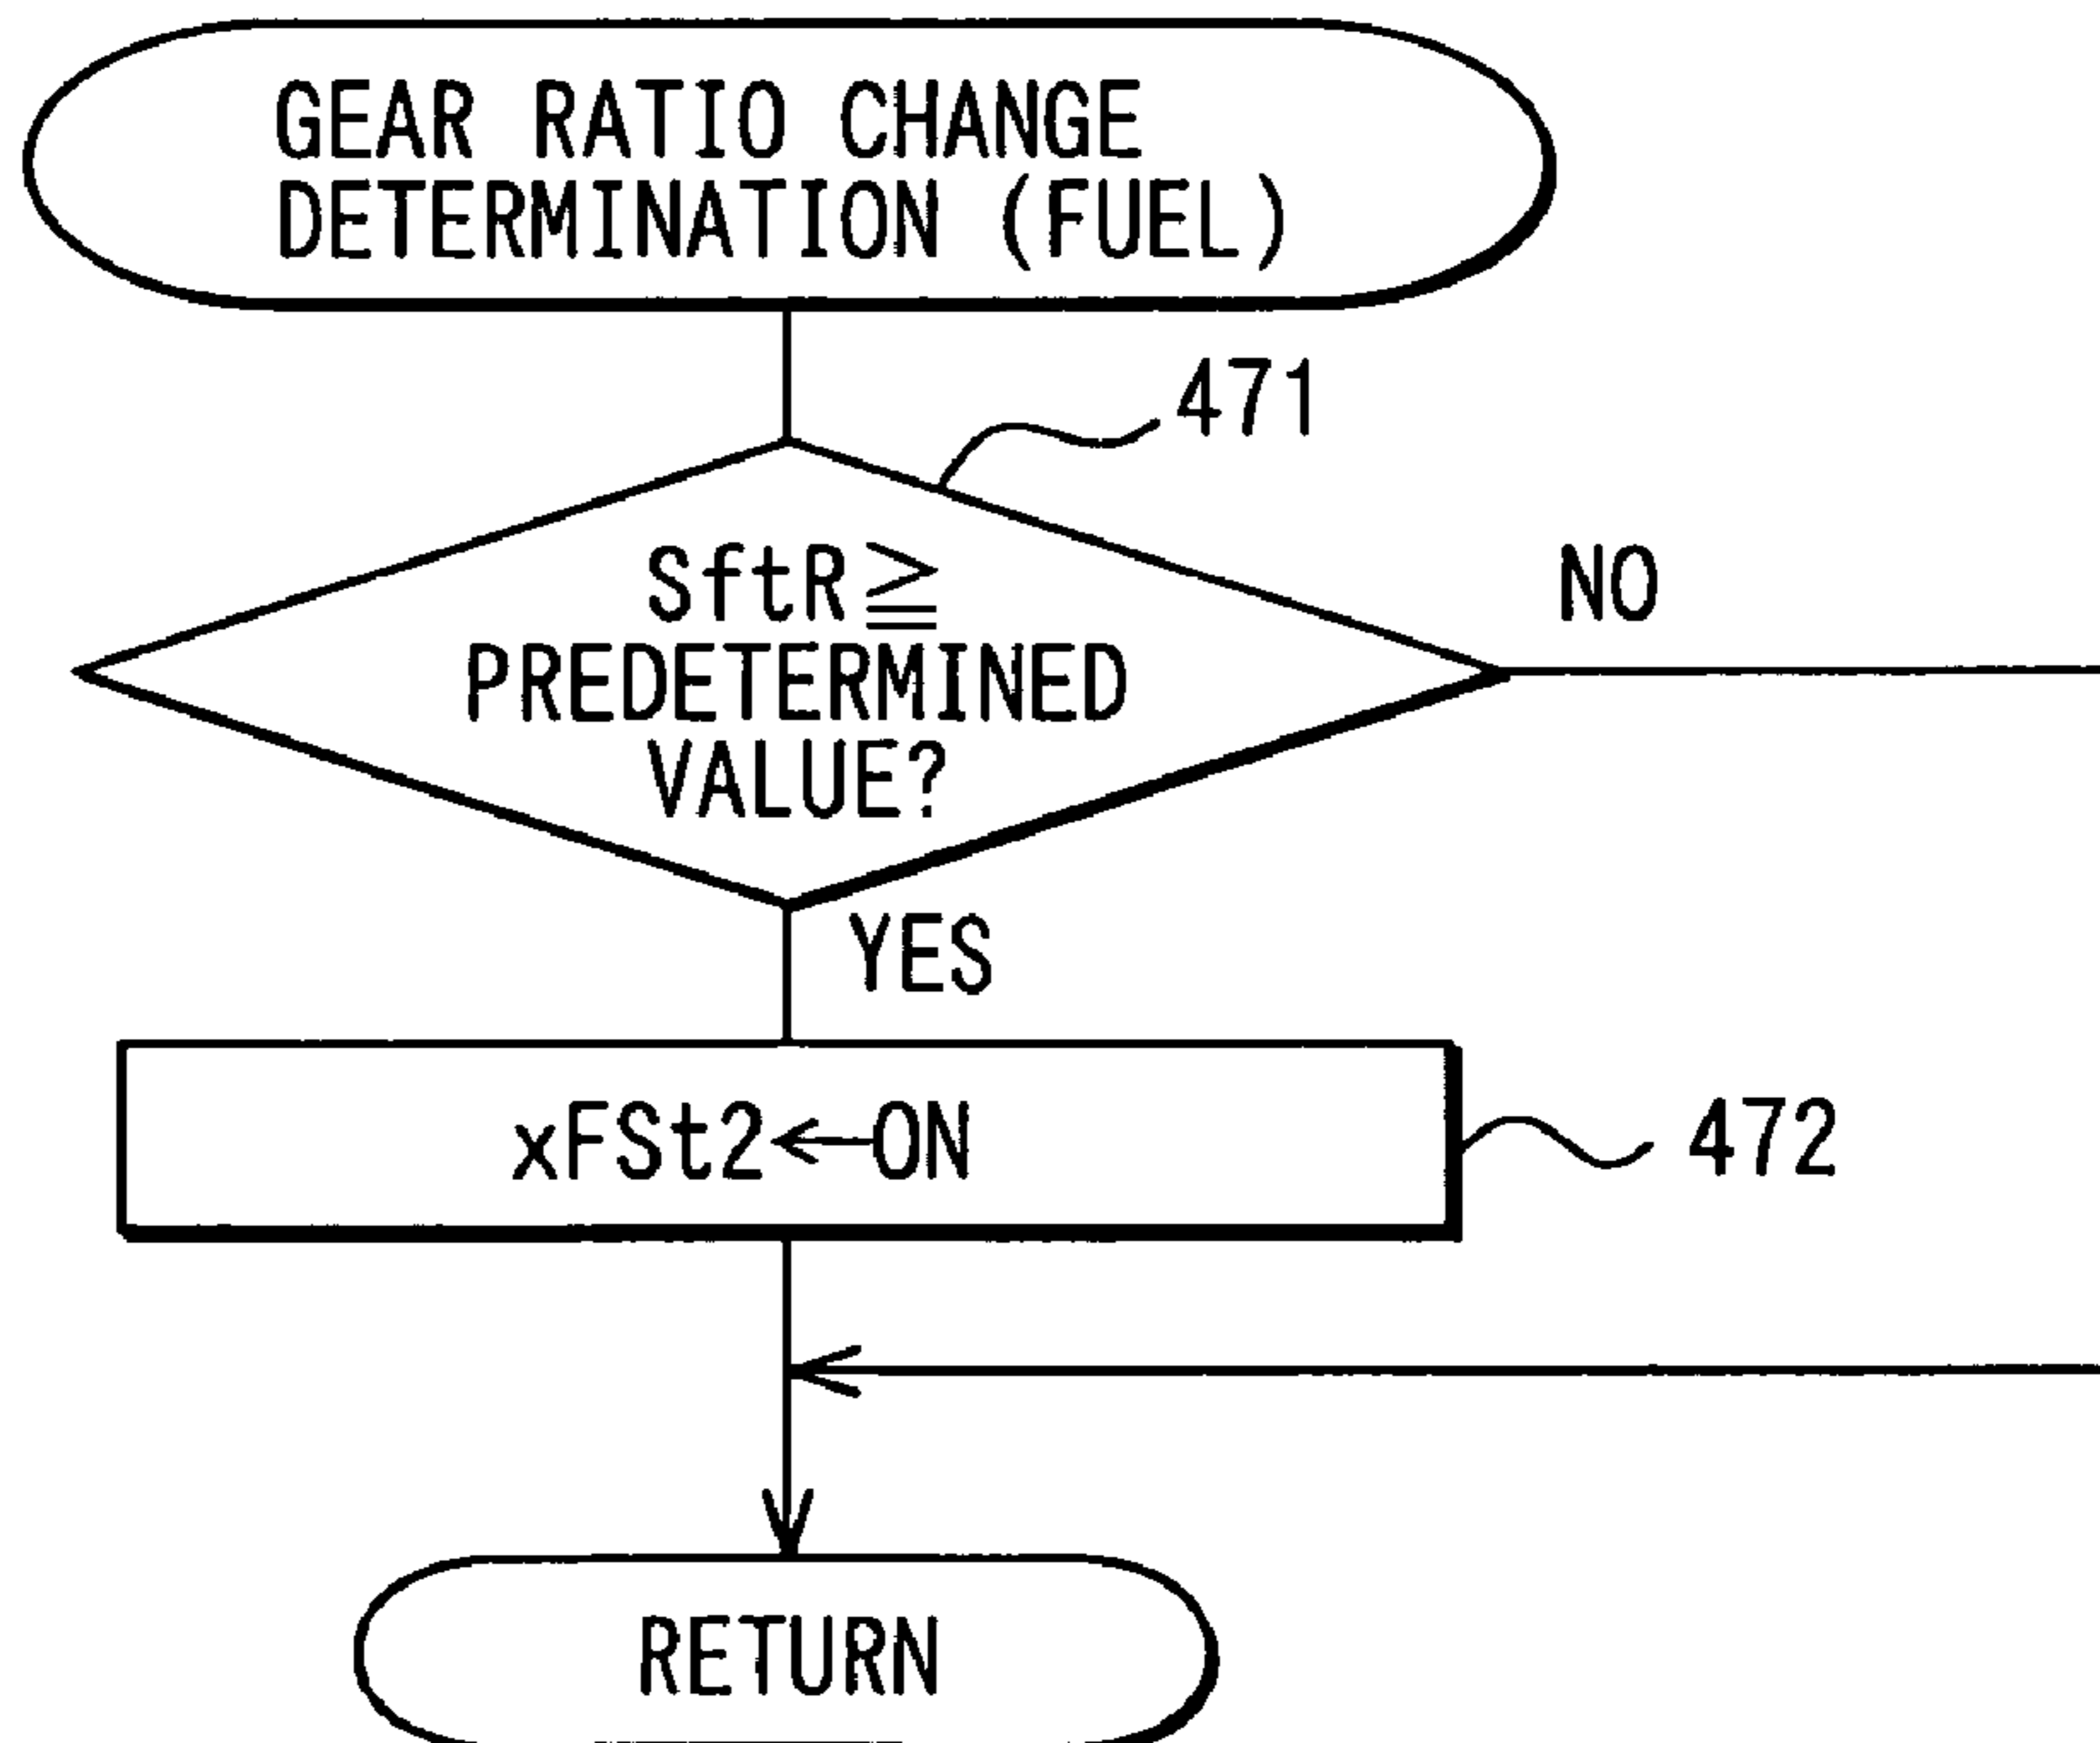 GEAR RATIO CHANGE
DETERMINATION (FUEL)
471
SftR≧
PREDETERMINED
VALUE?
NO
YES
xFSt2←ON
472
RETURN